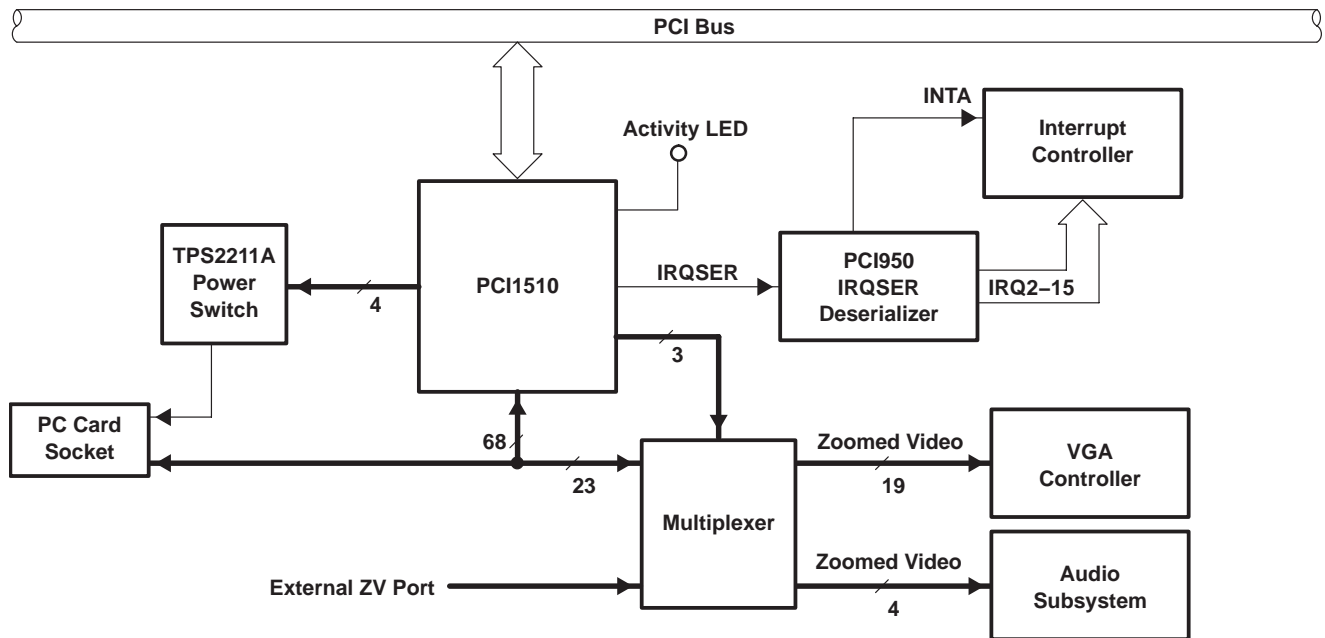 PCI Bus
INTA
Interrupt
Controller
Activity LED
TPS2211A
Power
Switch
4
PCI1510
IRQSER
PCI950
IRQSER
Deserializer
IRQ2–15
3
PC Card
Socket
68
23
Multiplexer
Zoomed Video
19
VGA
Controller
External ZV Port
Zoomed Video
4
Audio
Subsystem